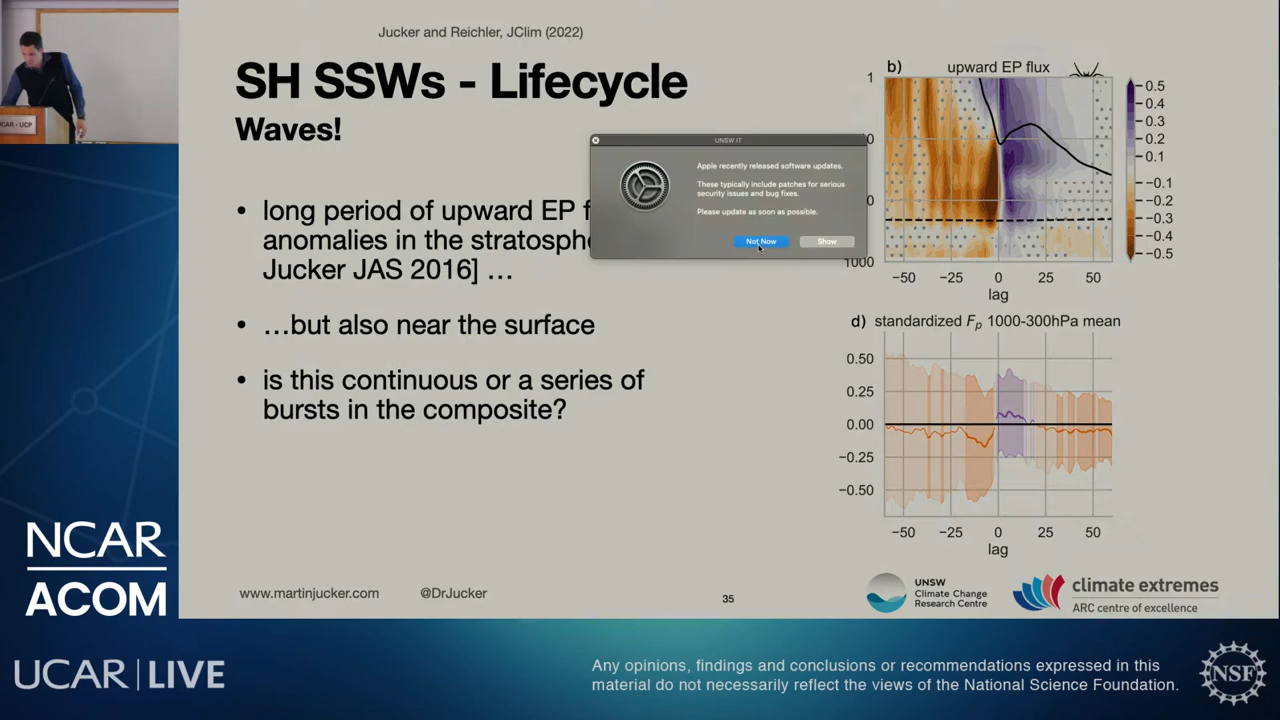 Jucker and Reichler, JClim (2022)
SH SSWs - Lifecycle
Waves!
long period of upward EP f
anomalies in the stratosphe
Jucker JAS 2016] …
…but also near the surface
is this continuous or a series of
bursts in the composite?
UNSW IT
Apple recently released software updates.
These typically include patches for serious
security issues and bug fixes.
Please update as soon as possible.
Not Now
Show
b)
upward EP flux
1
0
0
1000
0.5
0.4
0.3
0.2
0.1
−0.1
−0.2
−0.3
−0.4
−0.5
−50 −25 0 25 50
lag
d) standardized Fp 1000-300hPa mean
0.50
0.25
0.00
−0.25
−0.50
−50 −25 0 25 50
lag
www.martinjucker.com
@DrJucker
35
UNSW
Climate Change
Research Centre
climate extremes
ARC centre of excellence
UCAR - UCP
NCAR
ACOM
UCAR | LIVE
Any opinions, findings and conclusions or recommendations expressed in this
material do not necessarily reflect the views of the National Science Foundation.
NSF